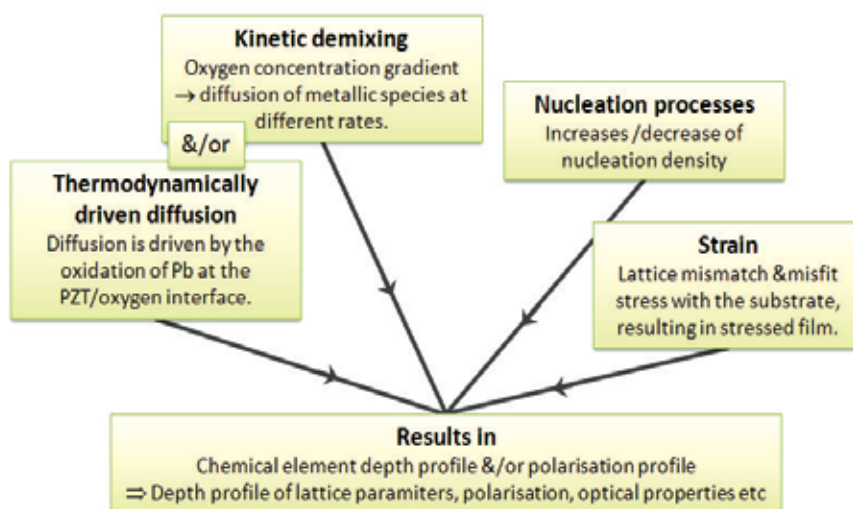 Kinetic demixing
Oxygen concentration gradient
→ diffusion of metallic species at
different rates.
&/or
Thermodynamically
driven diffusion
Diffusion is driven by the
oxidation of Pb at the
PZT/oxygen interface.
Nucleation processes
Increases /decrease of
nucleation density
Strain
Lattice mismatch &misfit
stress with the substrate,
resulting in stressed film.
Results in
Chemical element depth profile &/or polarisation profile
⇒ Depth profile of lattice paramiters, polarisation, optical properties etc